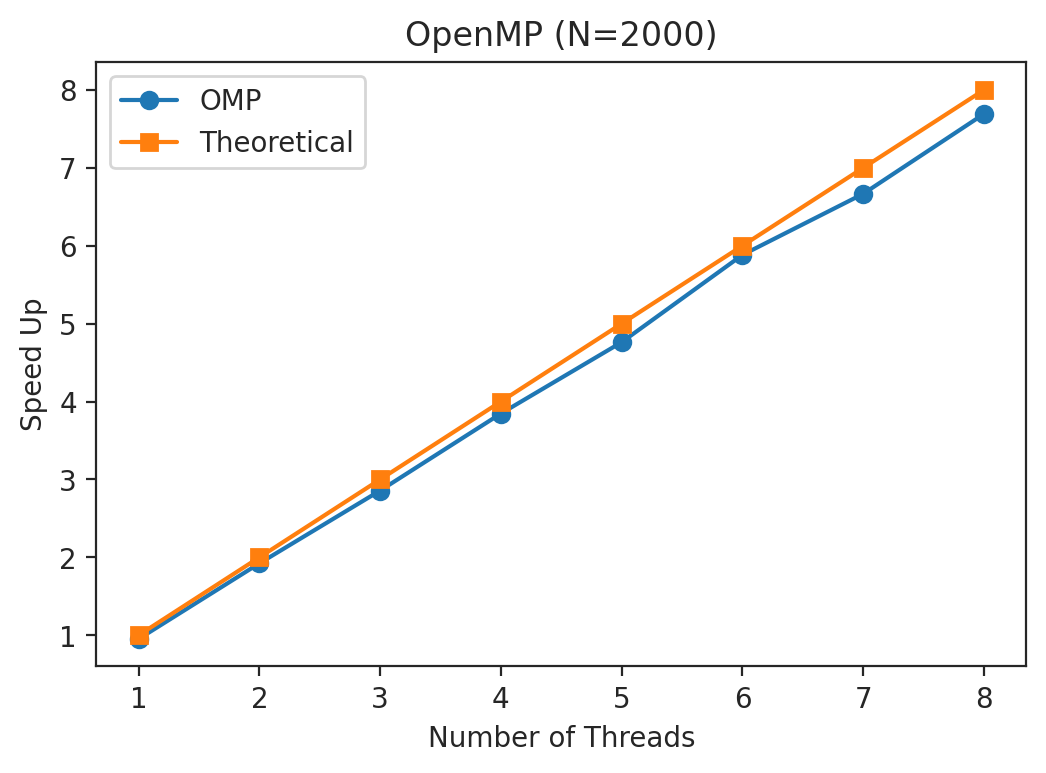 OpenMP (N=2000)
OMP
Theoretical
8
7
6
5
4
3
2
1
Speed Up
1 2 3 4 5 6 7 8
Number of Threads